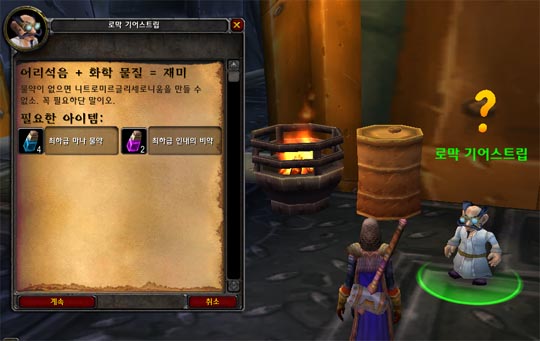 로막 기어스트립
어리석음 + 화학 물질 = 재미
물약이 없으면 니트로미르글리세로니움을 만들 수
없소. 꼭 필요하단 말이오.
필요한 아이템:
4 최하급 마나 물약
2 최하급 인내의 비약
계속
취소
?
로막 기어스트립